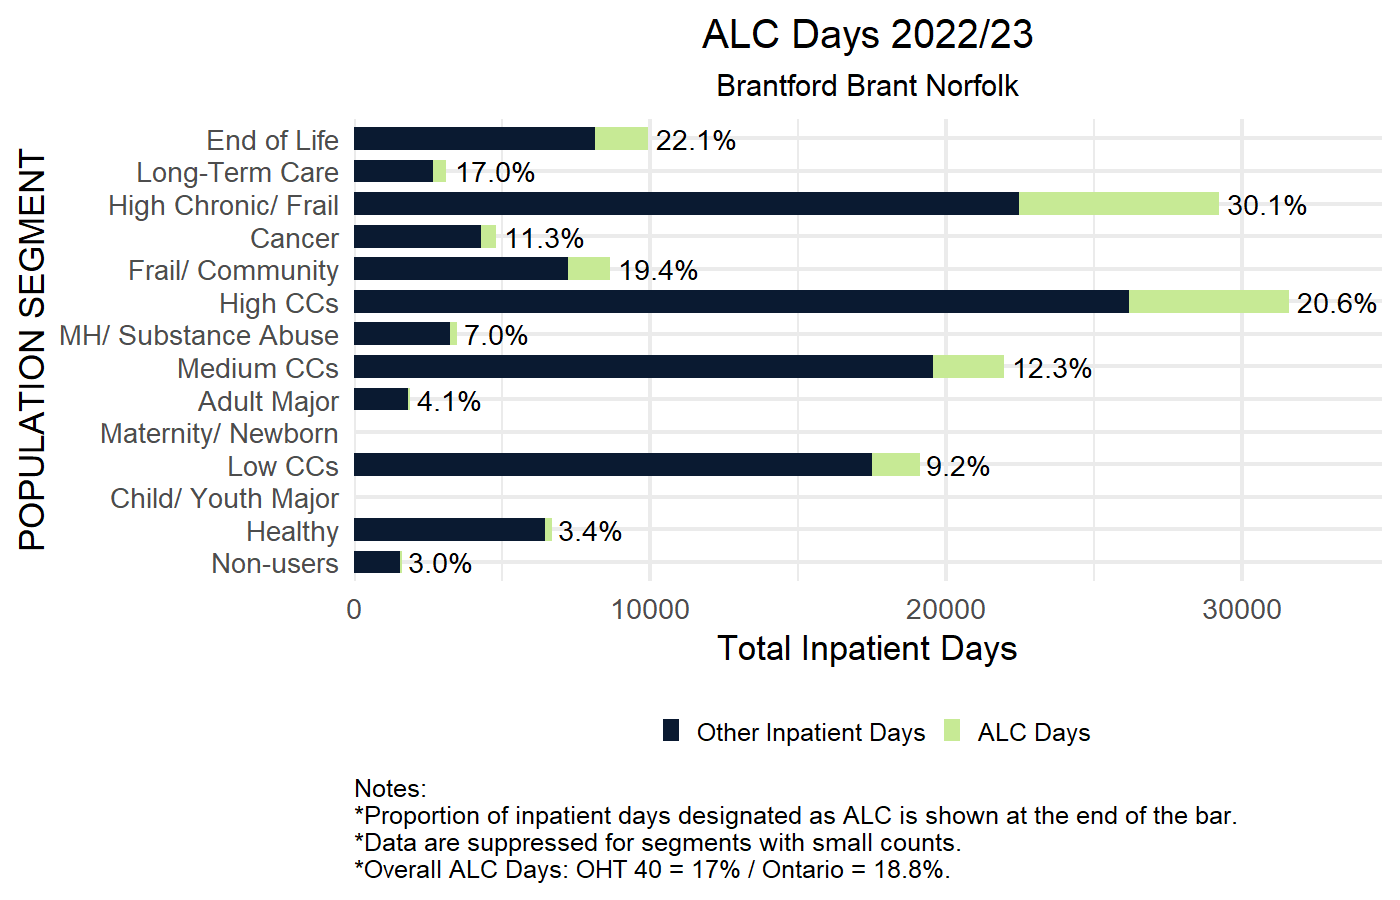 ALC Days 2022/23
Brantford Brant Norfolk
POPULATION SEGMENT
End of Life 22.1%
Long-Term Care 17.0%
High Chronic/ Frail 30.1%
Cancer 11.3%
Frail/ Community 19.4%
High CCs 20.6%
MH/ Substance Abuse 7.0%
Medium CCs 12.3%
Adult Major 4.1%
Maternity/ Newborn
Low CCs 9.2%
Child/ Youth Major
Healthy 3.4%
Non-users 3.0%
0 10000 20000 30000
Total Inpatient Days
Other Inpatient Days ALC Days
Notes:
*Proportion of inpatient days designated as ALC is shown at the end of the bar.
*Data are suppressed for segments with small counts.
*Overall ALC Days: OHT 40 = 17% / Ontario = 18.8%.